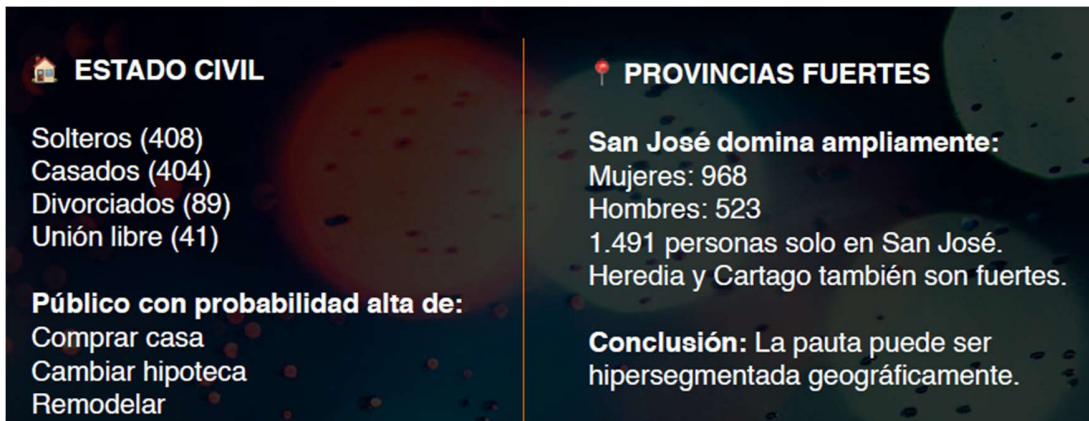 ESTADO CIVIL
Solteros (408)
Casados (404)
Divorciados (89)
Unión libre (41)
Público con probabilidad alta de:
Comprar casa
Cambiar hipoteca
Remodelar
PROVINCIAS FUERTES
San José domina ampliamente:
Mujeres: 968
Hombres: 523
1.491 personas solo en San José.
Heredia y Cartago también son fuertes.
Conclusión: La pauta puede ser
hipersegmentada geográficamente.